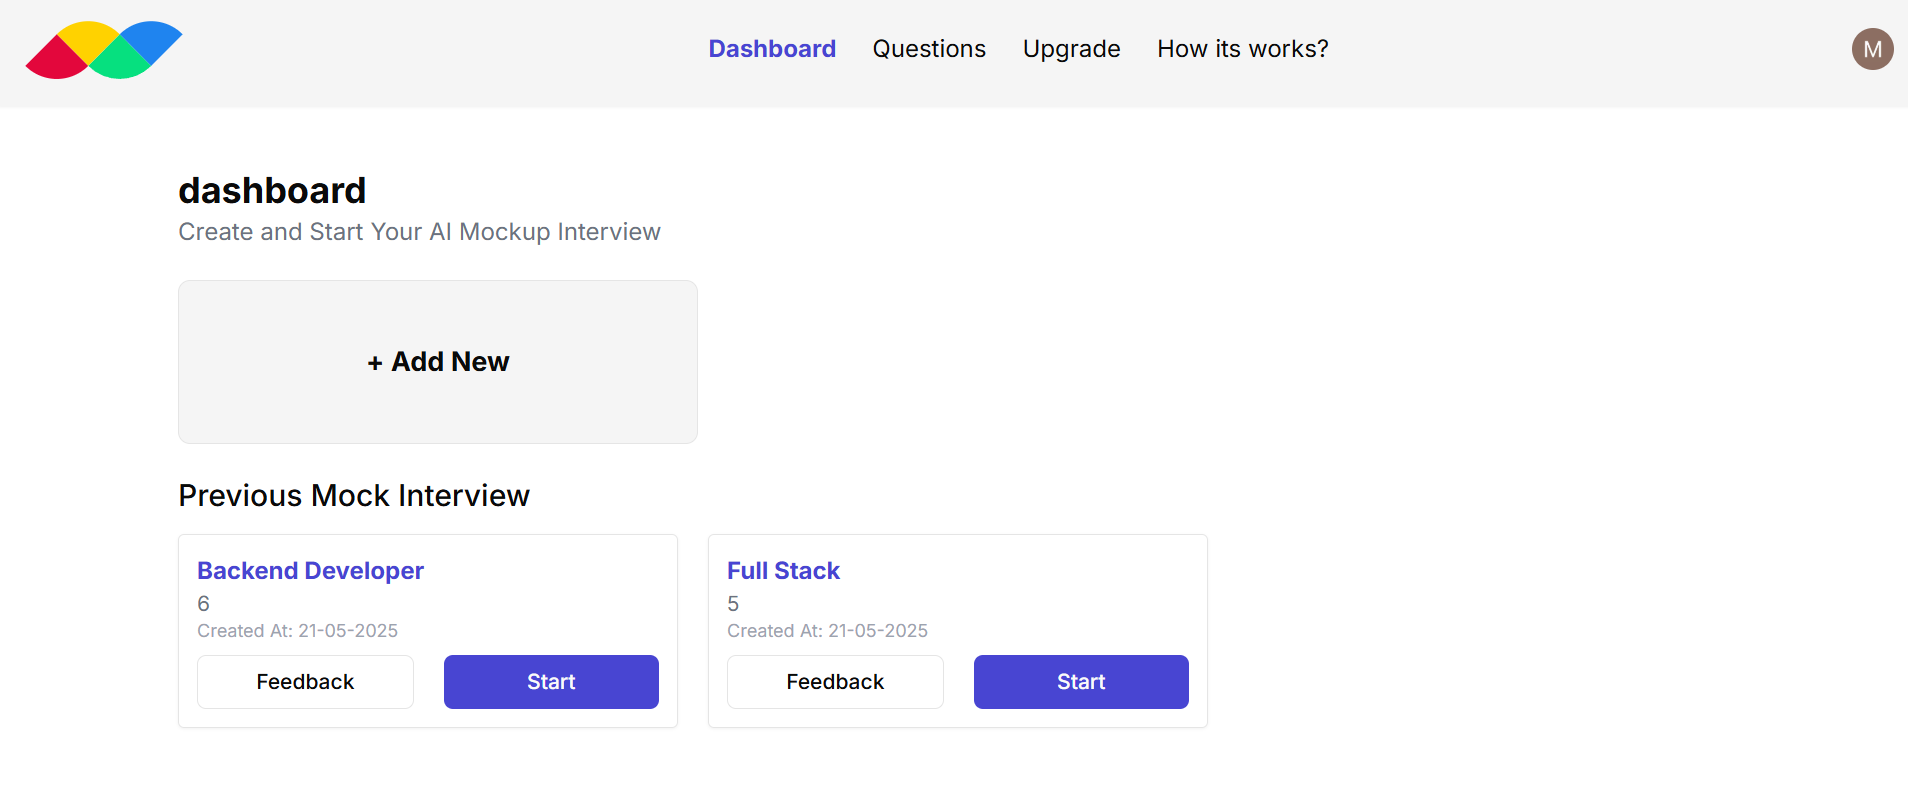 Dashboard Questions Upgrade How its works? M
dashboard
Create and Start Your AI Mockup Interview
+ Add New
Previous Mock Interview
Backend Developer
6
Created At: 21-05-2025
Feedback Start
Full Stack
5
Created At: 21-05-2025
Feedback Start